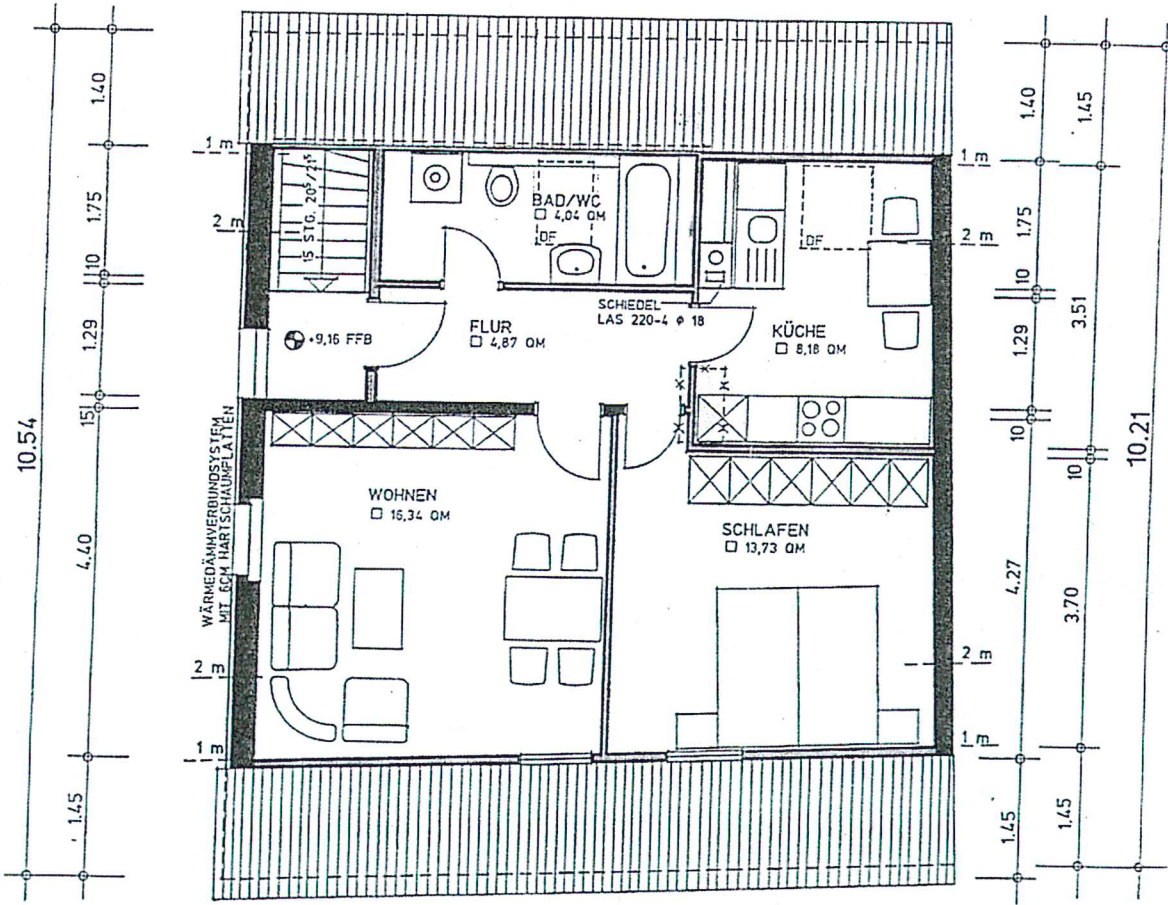 1 m
1 m
2 m
2 m
15 STG. 20⁵/21⁵
BAD/WC
4,04 QM
DF
DF
SCHIEDEL
LAS 220-4 φ 18
+9,16 FFB
FLUR
4,87 QM
KÜCHE
8,18 QM
WÄRMEDÄMMVERBUNDSYSTEM
MIT 6CM HARTSCHAUMPLATTEN
WOHNEN
16,34 QM
SCHLAFEN
13,73 QM
2 m
2 m
1 m
1 m
10.54
1.40
1.75
10
1.29
15
4.40
1.45
1.40
1.75
10
1.29
10
4.27
1.45
1.45
3.51
10
3.70
1.45
10.21